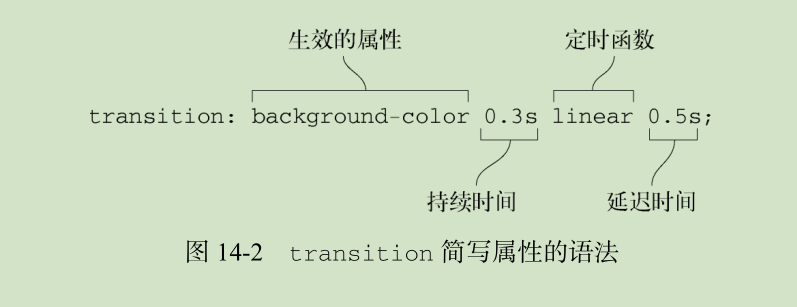 生效的属性 定时函数
transition: background-color 0.3s linear 0.5s;
持续时间 延迟时间
图 14-2 transition 简写属性的语法